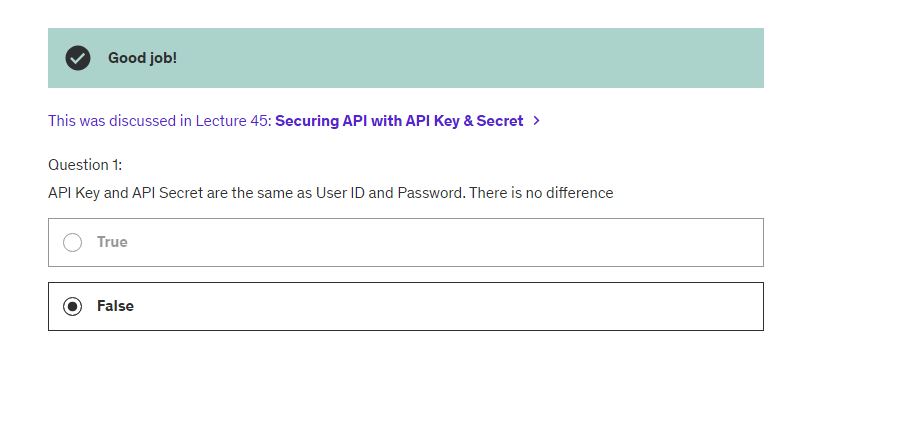 Good job!
This was discussed in Lecture 45: Securing API with API Key & Secret >
Question 1:
API Key and API Secret are the same as User ID and Password. There is no difference
True
False